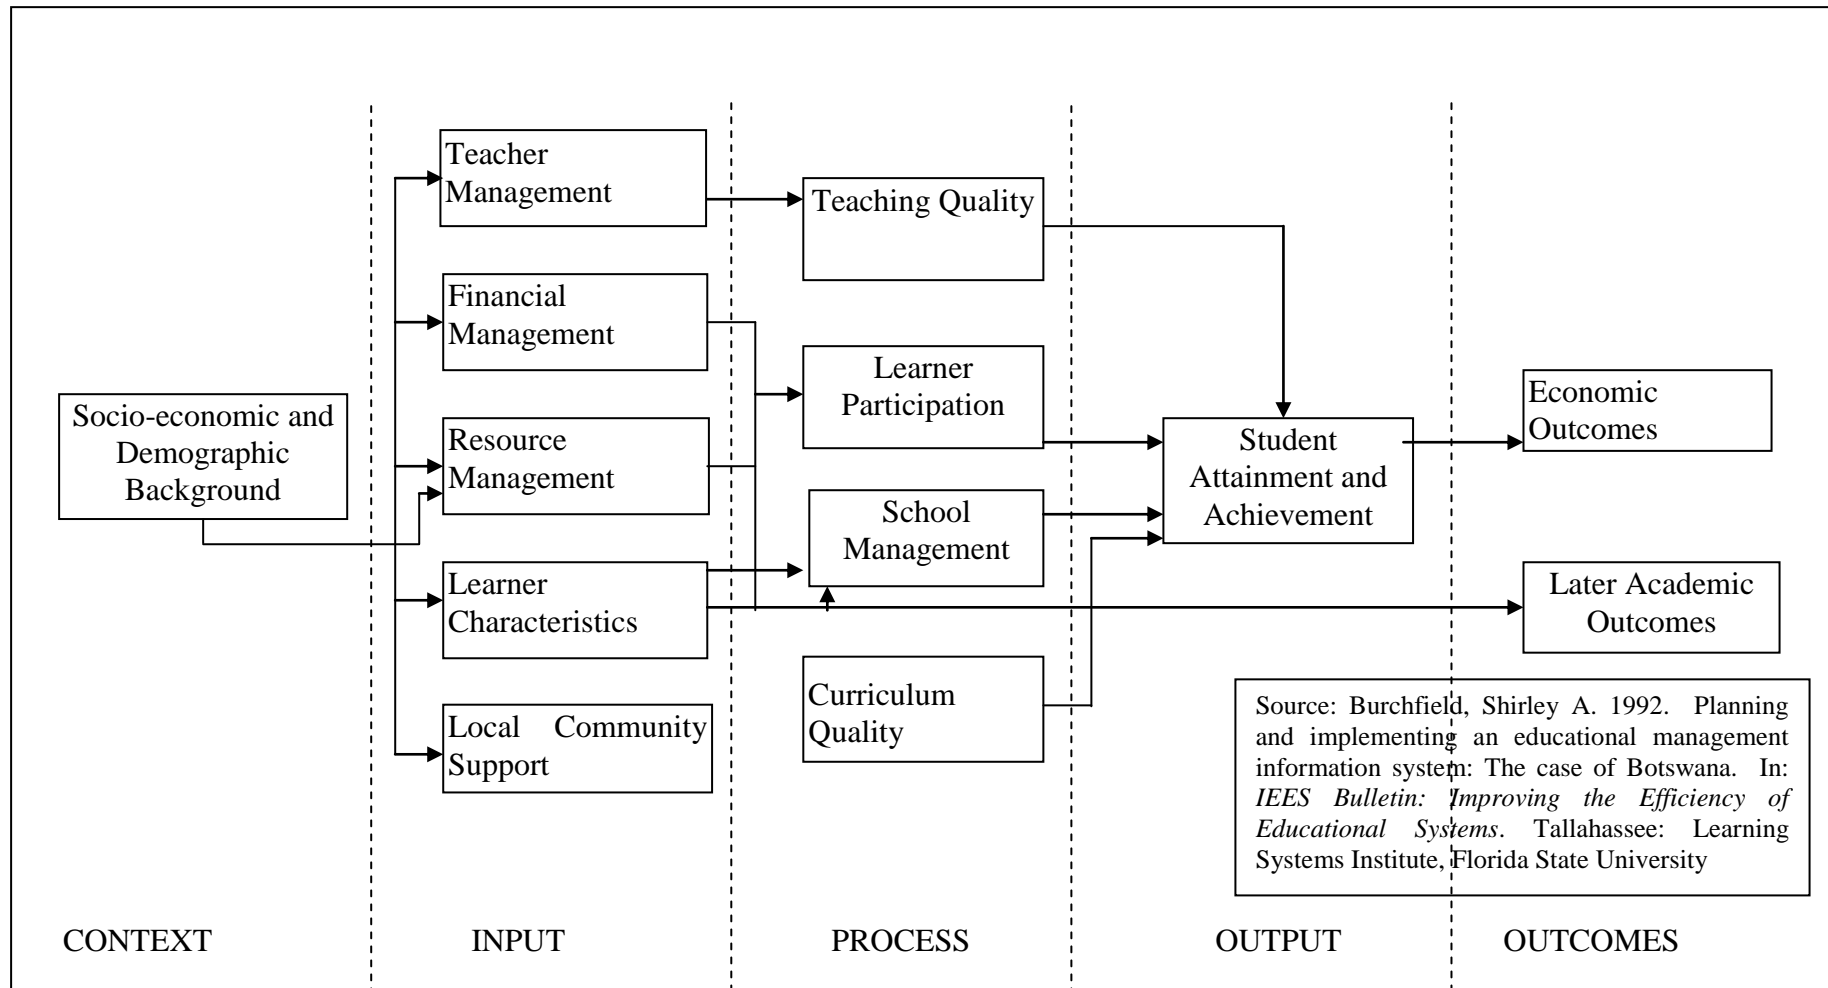 Teacher
Management
Financial
Management
Resource
Management
Learner
Characteristics
Local Community
Support
Socio-economic and
Demographic
Background
Teaching Quality
Learner
Participation
School
Management
Curriculum
Quality
Student
Attainment and
Achievement
Economic
Outcomes
Later Academic
Outcomes
Source: Burchfield, Shirley A. 1992. Planning
and implementing an educational management
information system: The case of Botswana. In:
IEES Bulletin: Improving the Efficiency of
Educational Systems. Tallahassee: Learning
Systems Institute, Florida State University
CONTEXT
INPUT
PROCESS
OUTPUT
OUTCOMES